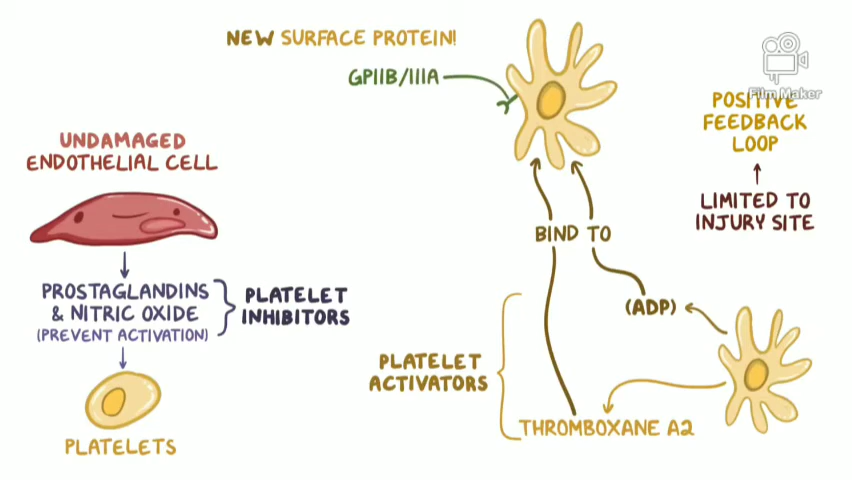 NEW SURFACE PROTEIN!
GPIIB/IIIA
Film Maker
POSITIVE
FEEDBACK
LOOP
LIMITED TO
INJURY SITE
UNDAMAGED
ENDOTHELIAL CELL
PROSTAGLANDINS
& NITRIC OXIDE
(PREVENT ACTIVATION)
PLATELET
INHIBITORS
PLATELETS
BIND TO
(ADP)
PLATELET
ACTIVATORS
THROMBOXANE A2